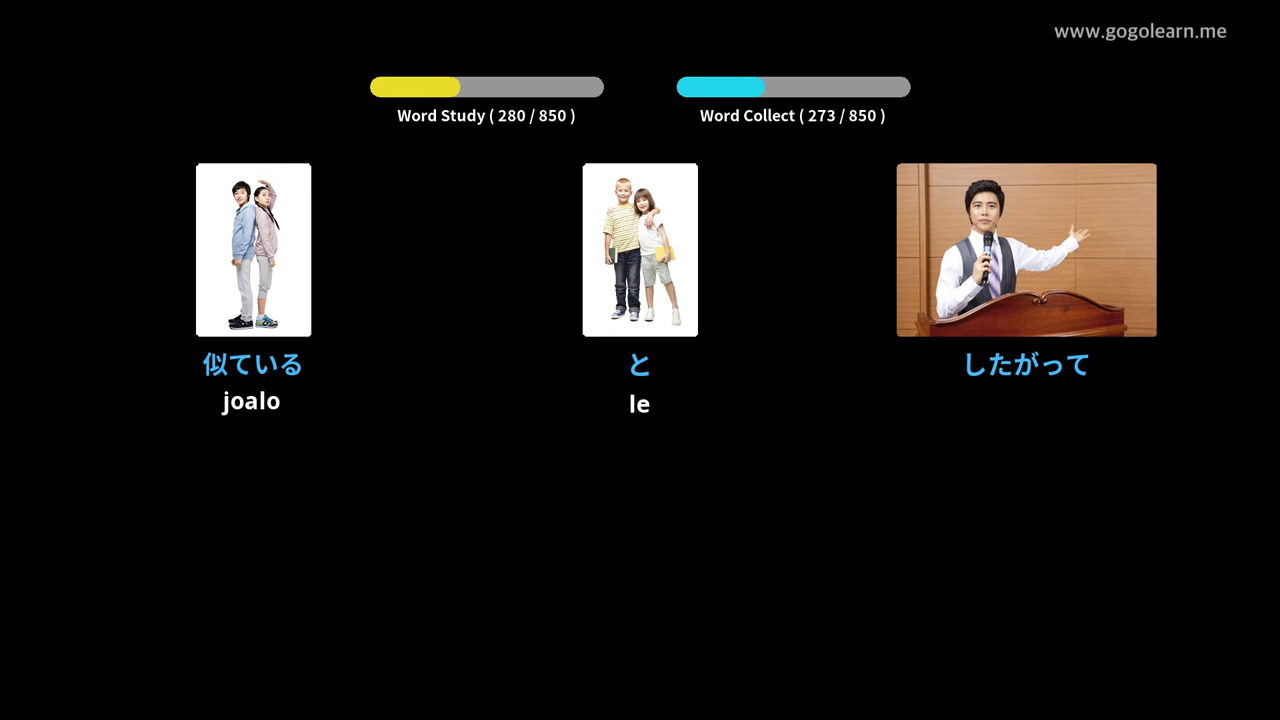 www.gogolearn.me
Word Study ( 280 / 850 )
Word Collect ( 273 / 850 )
似ている
と
したがって
joalo
le